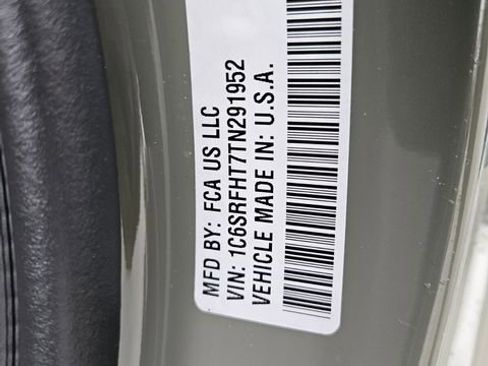 MFD BY: FCA US LLC
VIN: 1C6SRFHT7TN291952
VEHICLE MADE IN: U.S.A.